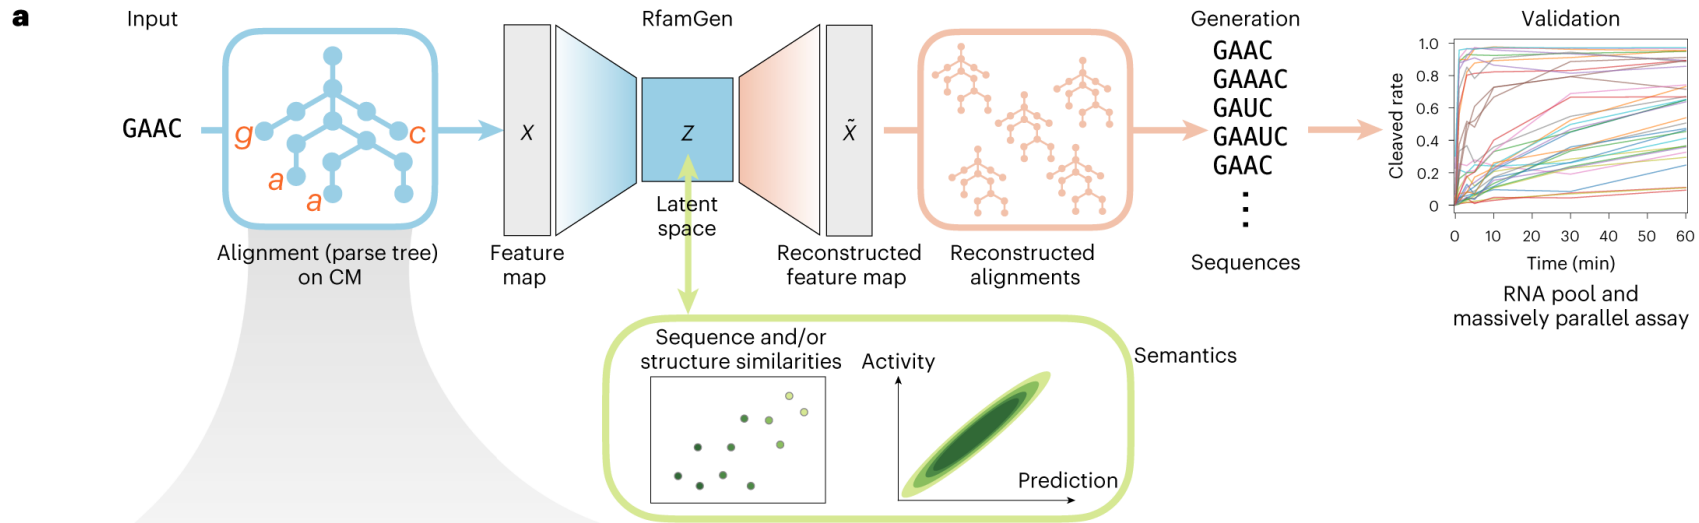 a
Input
GAAC
g
c
a
a
Alignment (parse tree)
on CM
RfamGen
X
Feature
map
Z
Latent
space
X̃
Reconstructed
feature map
Reconstructed
alignments
Generation
GAAC
GAAAC
GAUC
GAAUC
GAAC
Sequences
Validation
Cleaved rate
1.0
0.8
0.6
0.4
0.2
0
0 10 20 30 40 50 60
Time (min)
RNA pool and
massively parallel assay
Sequence and/or
structure similarities
Activity
Prediction
Semantics